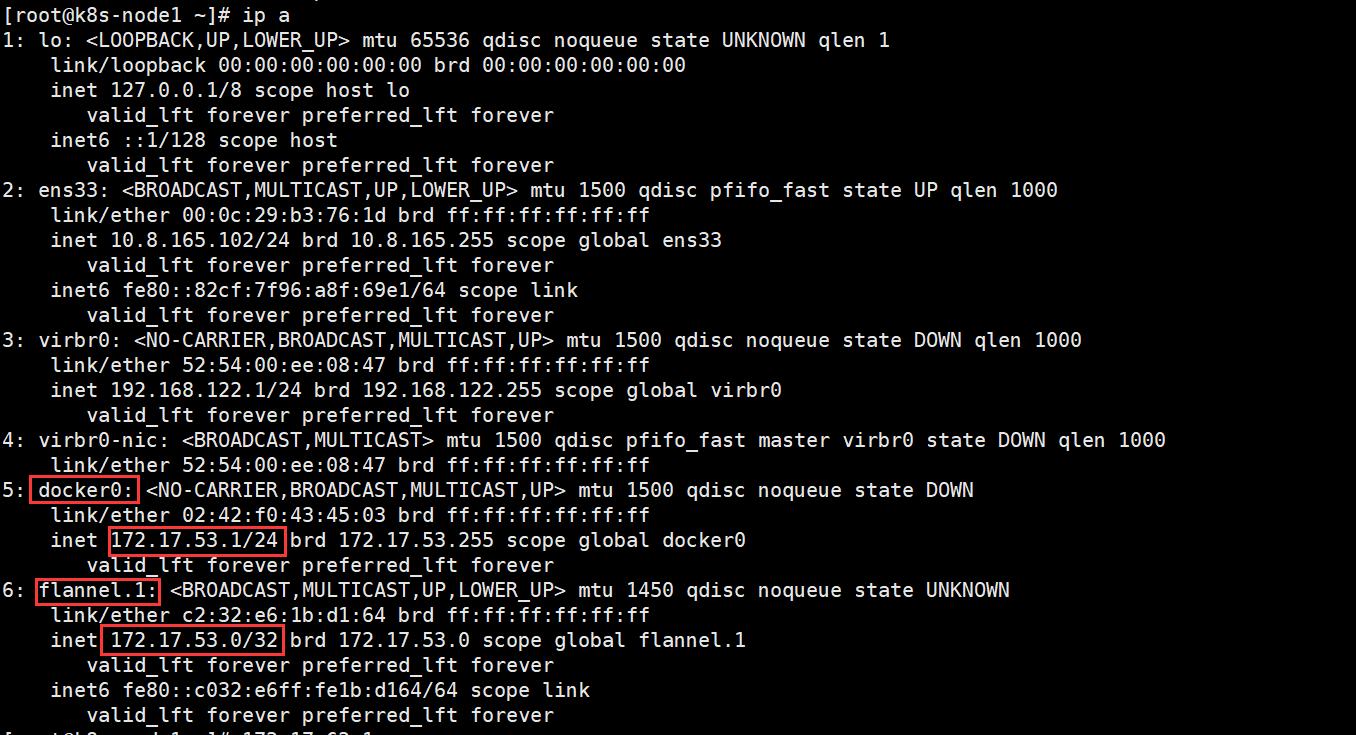 [root@k8s-node1 ~]# ip a
1: lo: <LOOPBACK,UP,LOWER_UP> mtu 65536 qdisc noqueue state UNKNOWN qlen 1
    link/loopback 00:00:00:00:00:00 brd 00:00:00:00:00:00
    inet 127.0.0.1/8 scope host lo
       valid_lft forever preferred_lft forever
    inet6 ::1/128 scope host
       valid_lft forever preferred_lft forever
2: ens33: <BROADCAST,MULTICAST,UP,LOWER_UP> mtu 1500 qdisc pfifo_fast state UP qlen 1000
    link/ether 00:0c:29:b3:76:1d brd ff:ff:ff:ff:ff:ff
    inet 10.8.165.102/24 brd 10.8.165.255 scope global ens33
       valid_lft forever preferred_lft forever
    inet6 fe80::82cf:7f96:a8f:69e1/64 scope link
       valid_lft forever preferred_lft forever
3: virbr0: <NO-CARRIER,BROADCAST,MULTICAST,UP> mtu 1500 qdisc noqueue state DOWN qlen 1000
    link/ether 52:54:00:ee:08:47 brd ff:ff:ff:ff:ff:ff
    inet 192.168.122.1/24 brd 192.168.122.255 scope global virbr0
       valid_lft forever preferred_lft forever
4: virbr0-nic: <BROADCAST,MULTICAST> mtu 1500 qdisc pfifo_fast master virbr0 state DOWN qlen 1000
    link/ether 52:54:00:ee:08:47 brd ff:ff:ff:ff:ff:ff
5: docker0: <NO-CARRIER,BROADCAST,MULTICAST,UP> mtu 1500 qdisc noqueue state DOWN
    link/ether 02:42:f0:43:45:03 brd ff:ff:ff:ff:ff:ff
    inet 172.17.53.1/24 brd 172.17.53.255 scope global docker0
       valid_lft forever preferred_lft forever
6: flannel.1: <BROADCAST,MULTICAST,UP,LOWER_UP> mtu 1450 qdisc noqueue state UNKNOWN
    link/ether c2:32:e6:1b:d1:64 brd ff:ff:ff:ff:ff:ff
    inet 172.17.53.0/32 brd 172.17.53.0 scope global flannel.1
       valid_lft forever preferred_lft forever
    inet6 fe80::c032:e6ff:fe1b:d164/64 scope link
       valid_lft forever preferred_lft forever